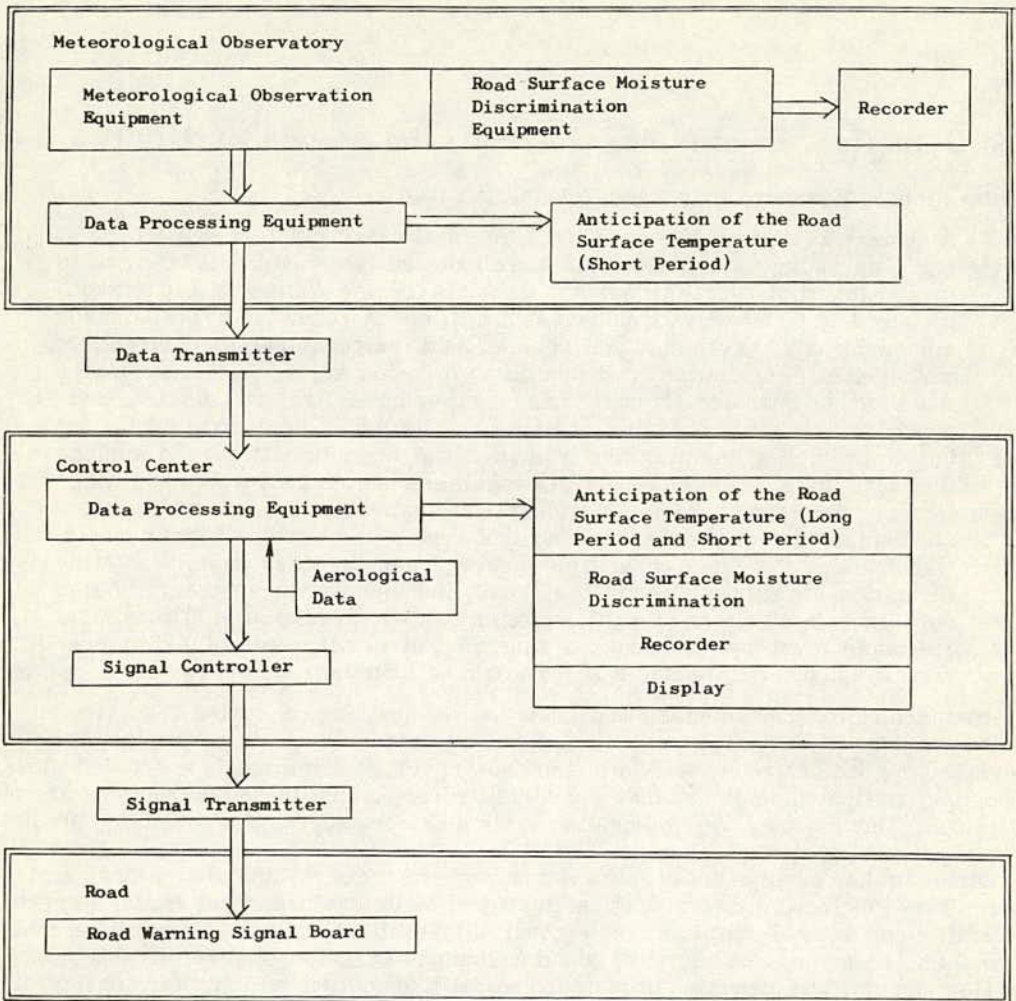 Meteorological Observatory
Meteorological Observation
Equipment
Road Surface Moisture
Discrimination
Equipment
Recorder
Data Processing Equipment
Anticipation of the Road
Surface Temperature
(Short Period)
Data Transmitter
Control Center
Data Processing Equipment
Anticipation of the Road
Surface Temperature (Long
Period and Short Period)
Aerological
Data
Road Surface Moisture
Discrimination
Recorder
Signal Controller
Display
Signal Transmitter
Road
Road Warning Signal Board